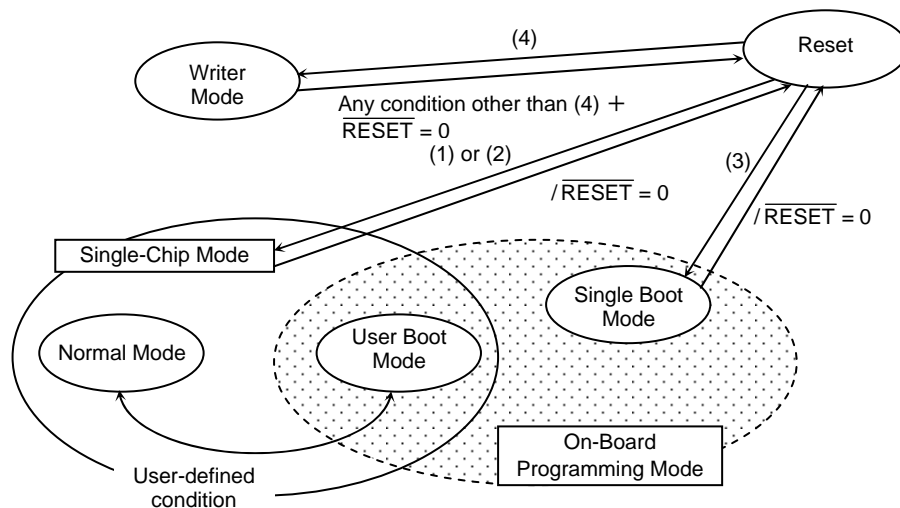 (4)
Reset
Writer
Mode
Any condition other than (4) +
RESET = 0
(1) or (2)
(3)
/RESET = 0
/RESET = 0
Single-Chip Mode
Single Boot
Mode
Normal Mode
User Boot
Mode
On-Board
Programming Mode
User-defined
condition